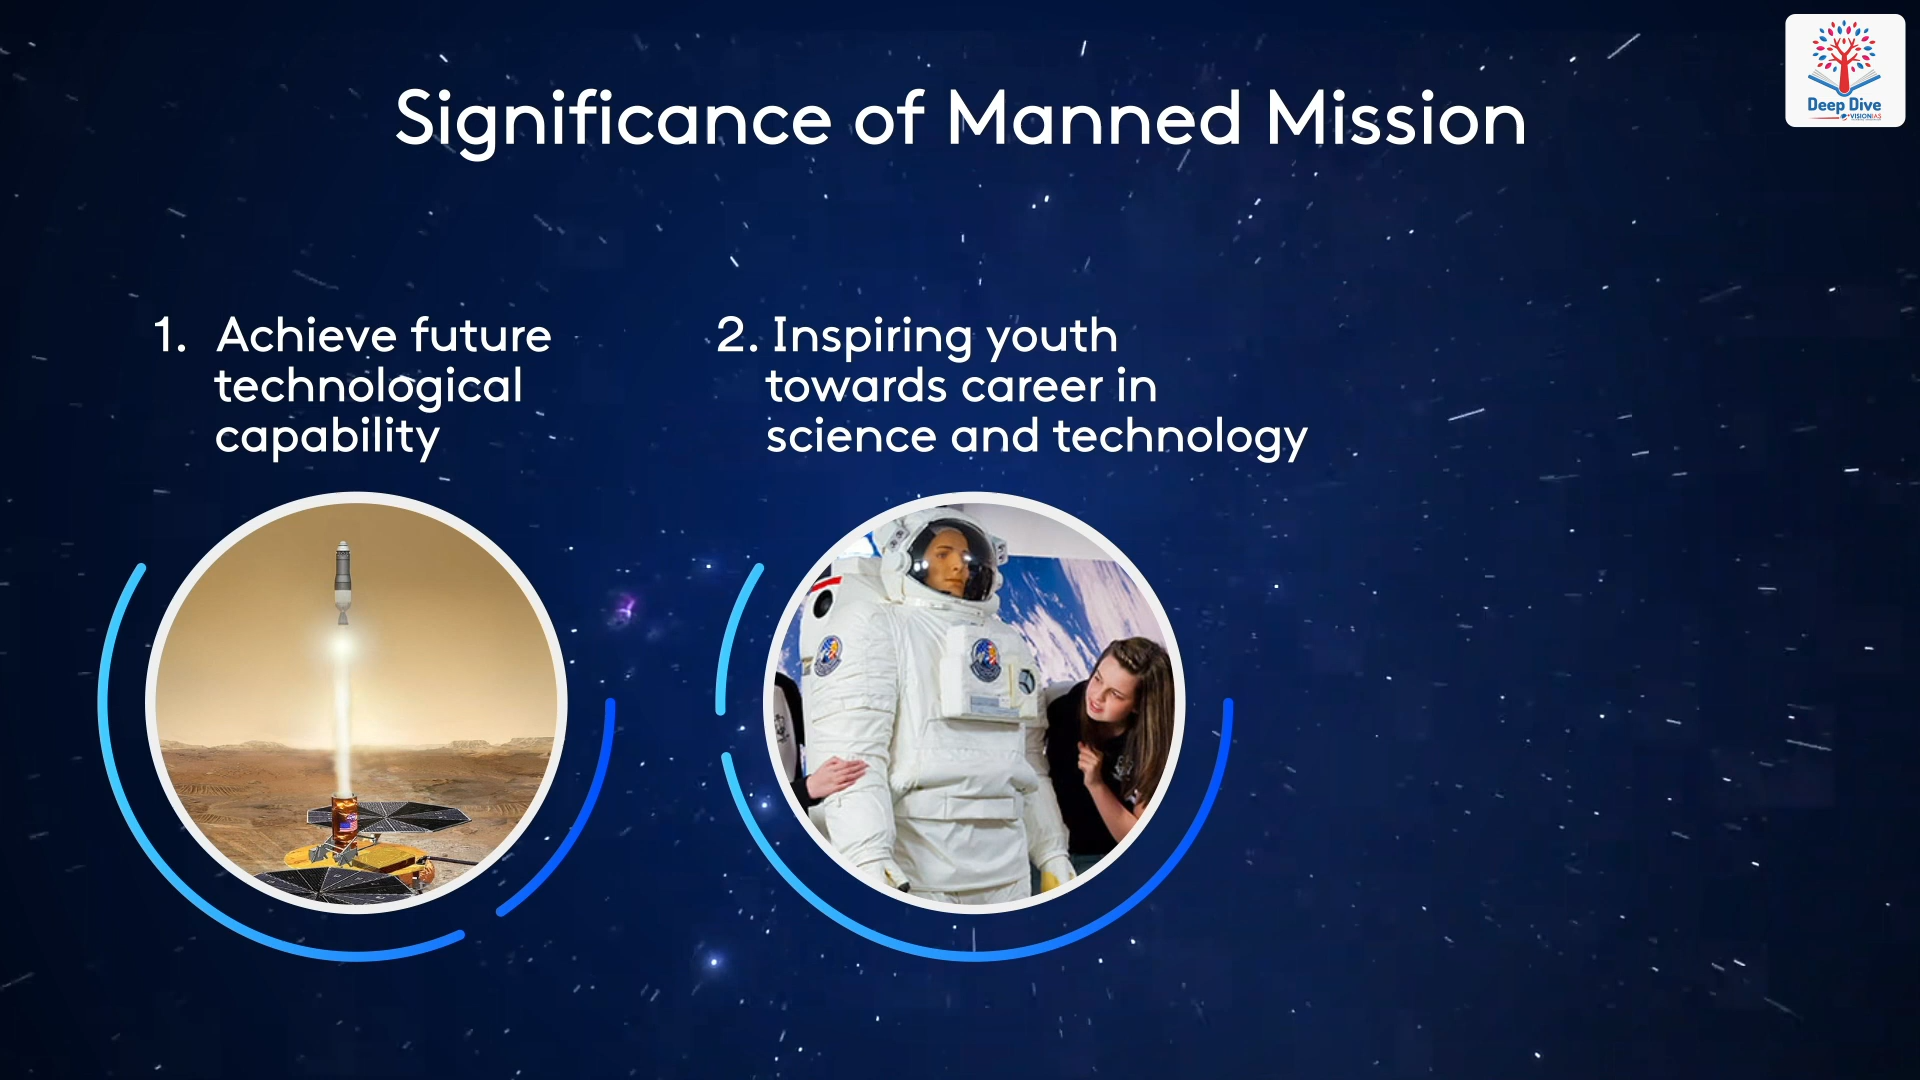 Significance of Manned Mission
1. Achieve future
technological
capability
2. Inspiring youth
towards career in
science and technology
Deep Dive
VISIONIAS